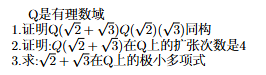 Q是有理数域
1.证明Q(√2 + √3)Q(√2)(√3)同构
2.证明:Q(√2 + √3)在Q上的扩张次数是4
3.求:√2 + √3在Q上的极小多项式